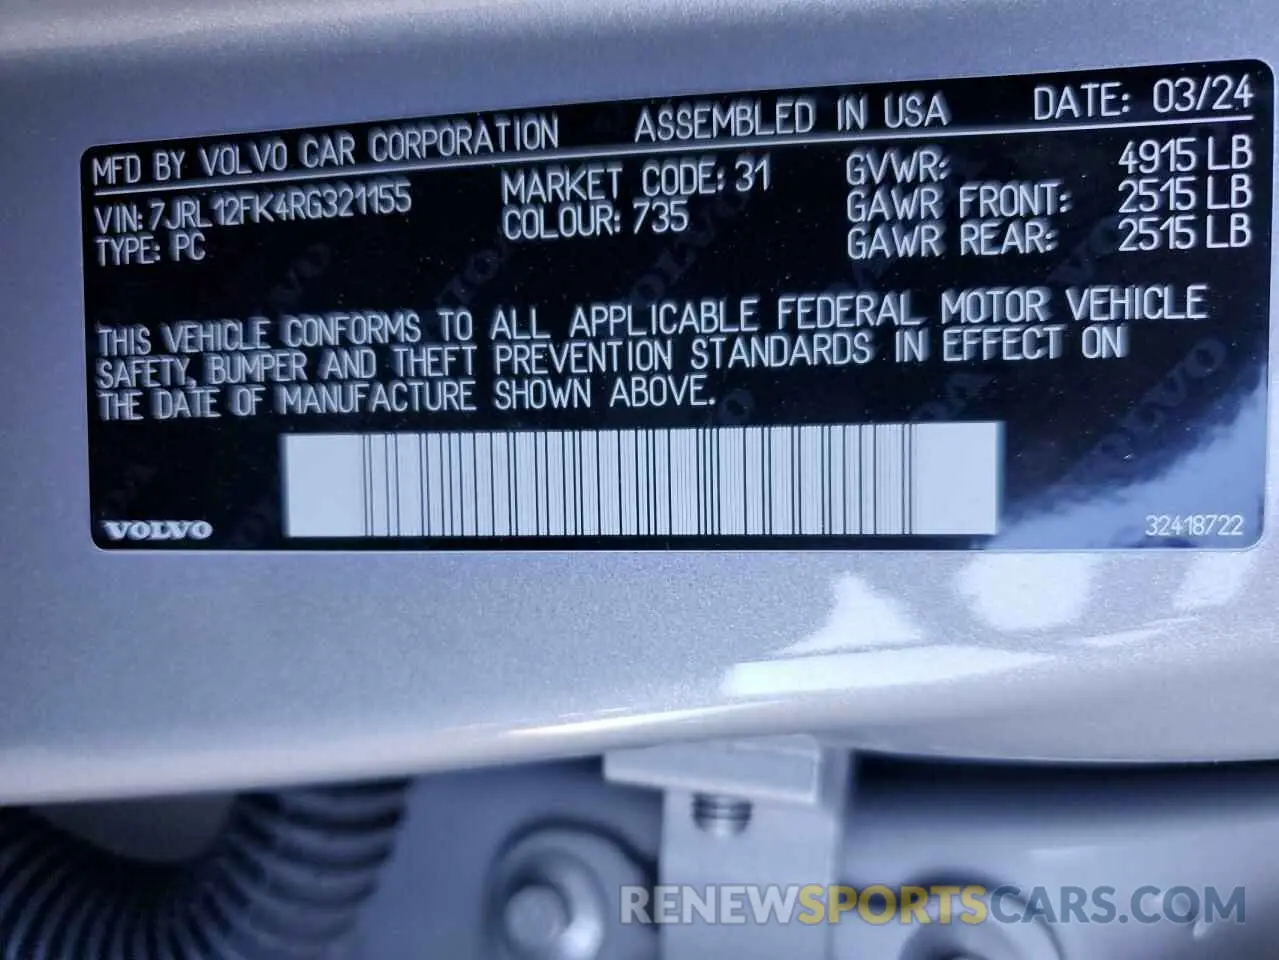 MFD BY VOLVO CAR CORPORATION ASSEMBLED IN USA DATE: 03/24
VIN: 7JRL12FK4RG321155 MARKET CODE: 31 GVWR: 4915 LB
TYPE: PC COLOUR: 735 GAWR FRONT: 2515 LB
GAWR REAR: 2515 LB
THIS VEHICLE CONFORMS TO ALL APPLICABLE FEDERAL MOTOR VEHICLE
SAFETY, BUMPER AND THEFT PREVENTION STANDARDS IN EFFECT ON
THE DATE OF MANUFACTURE SHOWN ABOVE.
VOLVO
32418722
RENEWSPORTSCARS.COM